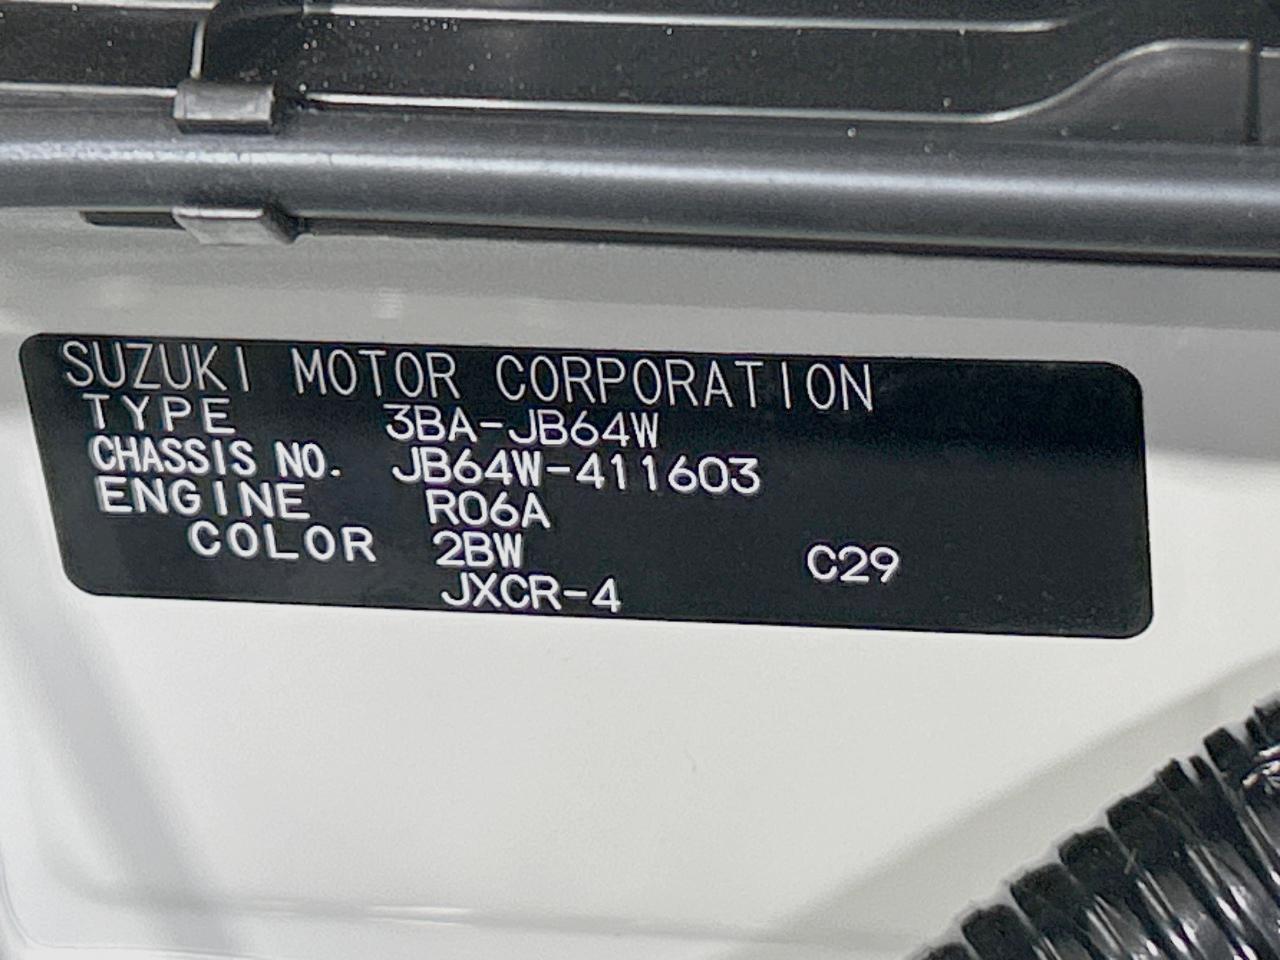 SUZUKI MOTOR CORPORATION
TYPE 3BA-JB64W
CHASSIS NO. JB64W-411603
ENGINE R06A
COLOR 2BW C29
JXCR-4